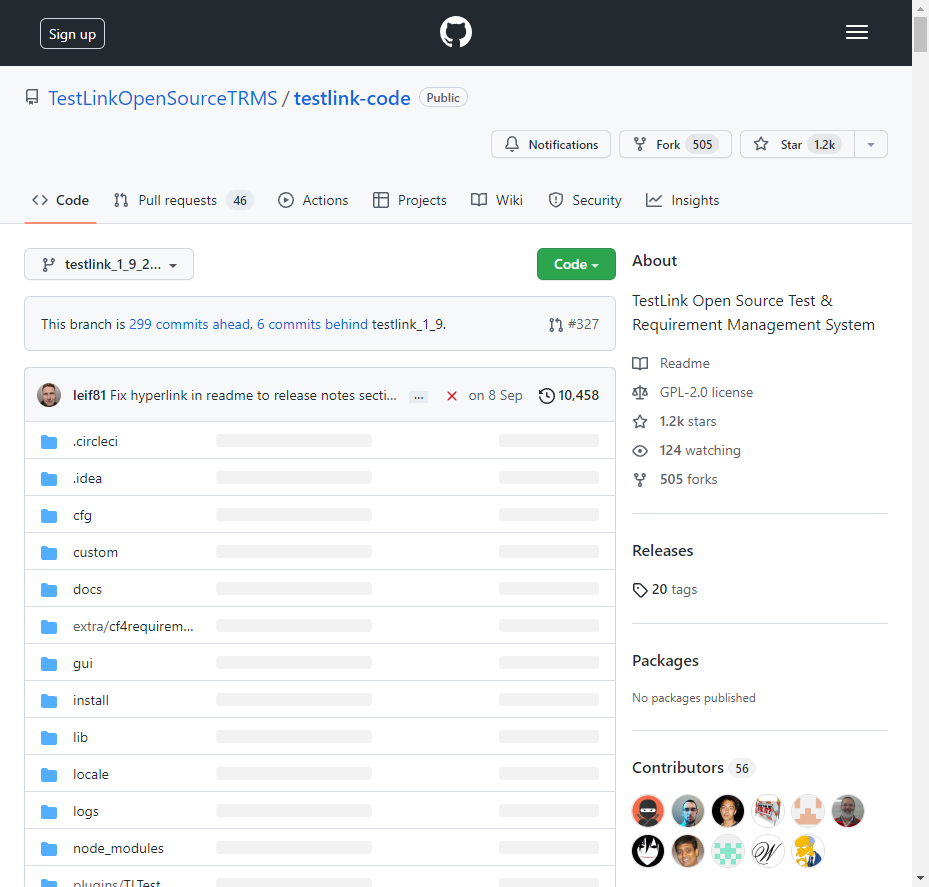 Sign up
TestLinkOpenSourceTRMS / testlink-code Public
Notifications Fork 505 Star 1.2k
Code Pull requests 46 Actions Projects Wiki Security Insights
testlink_1_9_2... Code
This branch is 299 commits ahead, 6 commits behind testlink_1_9. #327
leif81 Fix hyperlink in readme to release notes secti... ... on 8 Sep 10,458
.circleci
.idea
cfg
custom
docs
extra/cf4requirem...
gui
install
lib
locale
logs
node_modules
plugins/TLTest
About
TestLink Open Source Test &
Requirement Management System
Readme
GPL-2.0 license
1.2k stars
124 watching
505 forks
Releases
20 tags
Packages
No packages published
Contributors 56